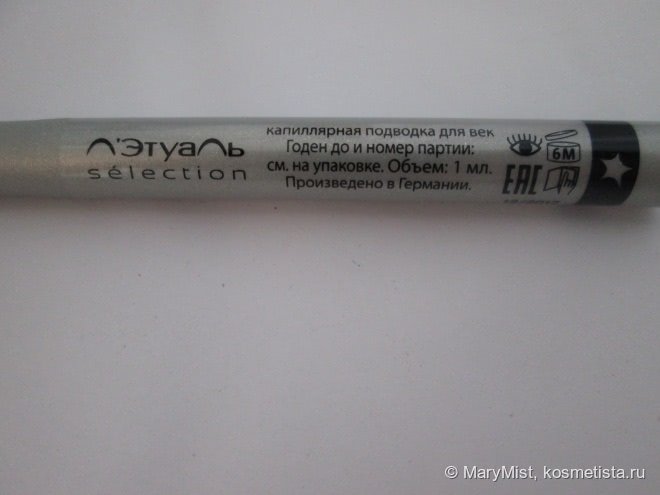 Л'Этуаль
sélection
капиллярная подводка для век
Годен до и номер партии:
см. на упаковке. Объем: 1 мл.
Произведено в Германии.
6M
EAC
© MaryMist, kosmetista.ru